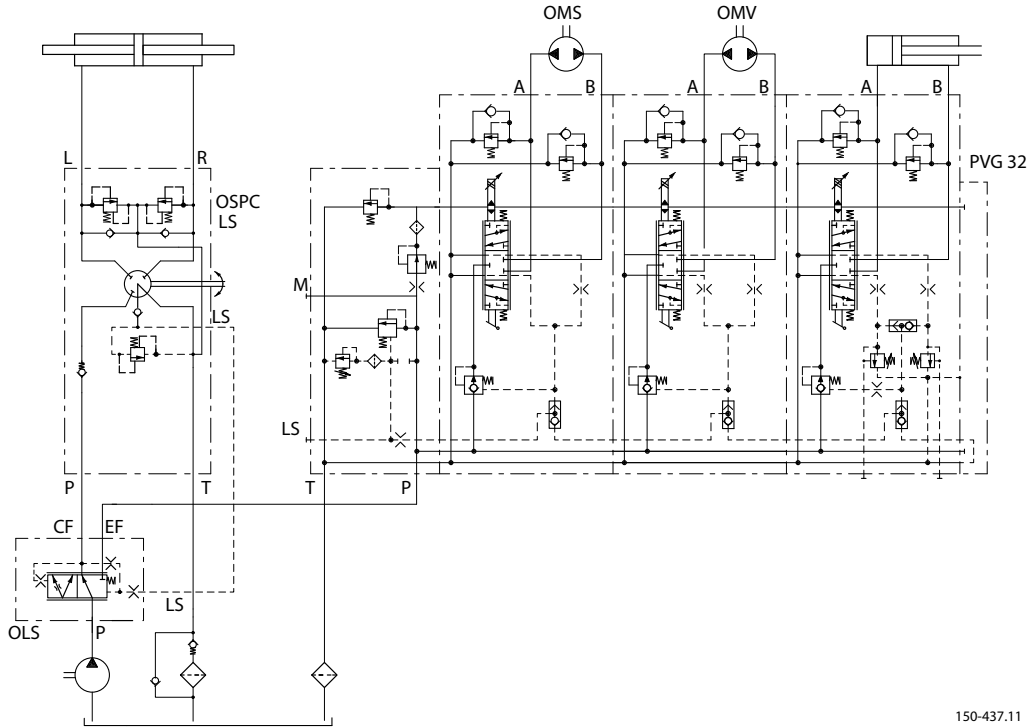 OMS
OMV
A
B
A
B
A
B
L
R
PVG 32
OSPC
LS
M
LS
LS
P
T
T
P
CF
EF
LS
OLS
P
150-437.11